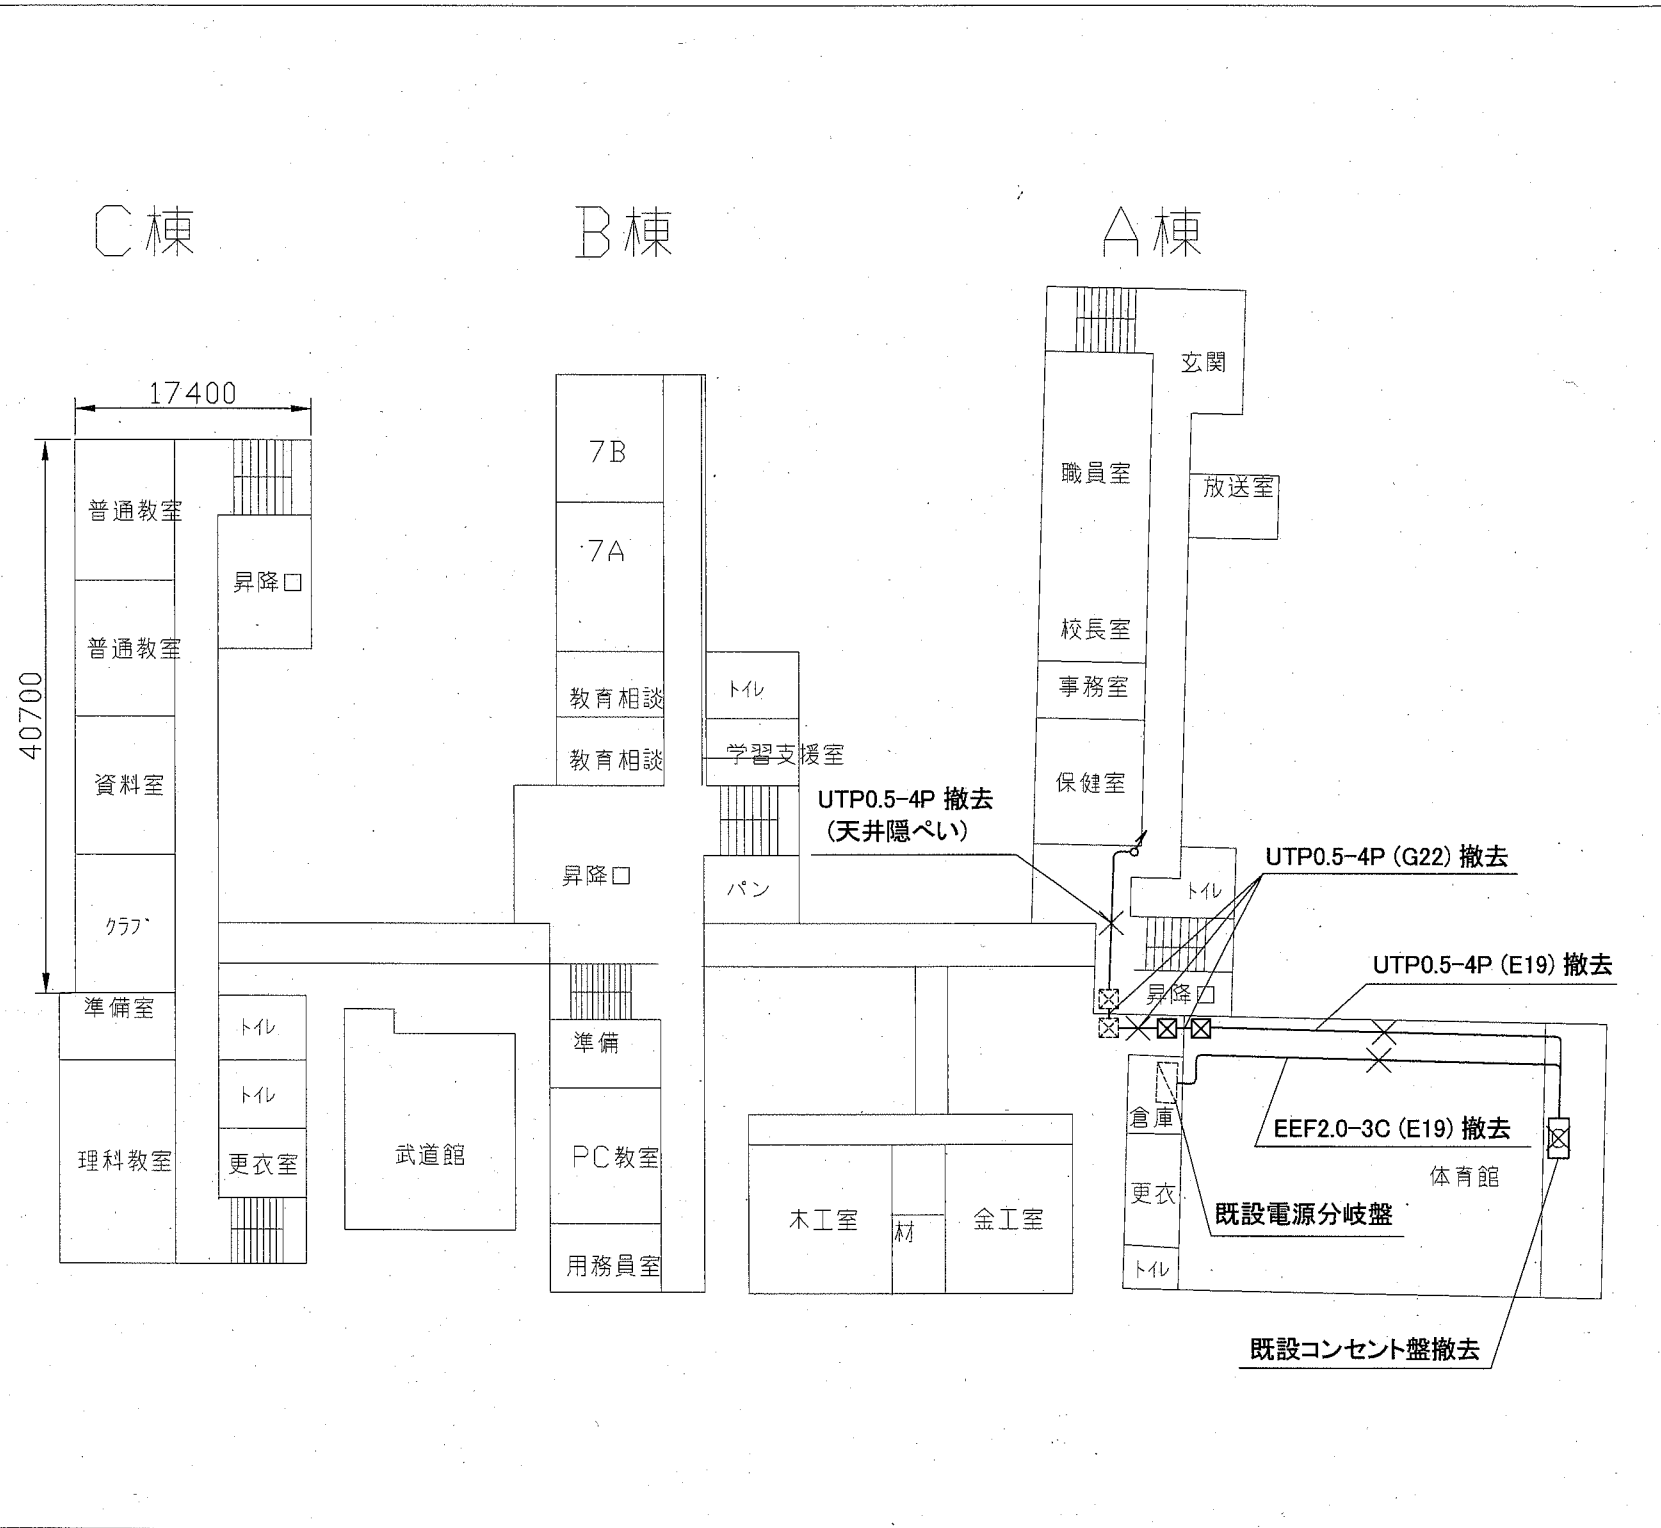 C棟
B棟
A棟
17400
40700
普通教室
昇降口
普通教室
資料室
クラブ
準備室
トイレ
トイレ
理科教室
更衣室
武道館
7B
7A
教育相談
トイレ
教育相談
学習支援室
昇降口
パン
準備
PC教室
用務員室
木工室
材
金工室
玄関
職員室
放送室
校長室
事務室
保健室
トイレ
昇降口
UTP0.5-4P 撤去
(天井隠ぺい)
UTP0.5-4P (G22) 撤去
UTP0.5-4P (E19) 撤去
倉庫
EEF2.0-3C (E19) 撤去
体育館
更衣
既設電源分岐盤
トイレ
既設コンセント盤撤去